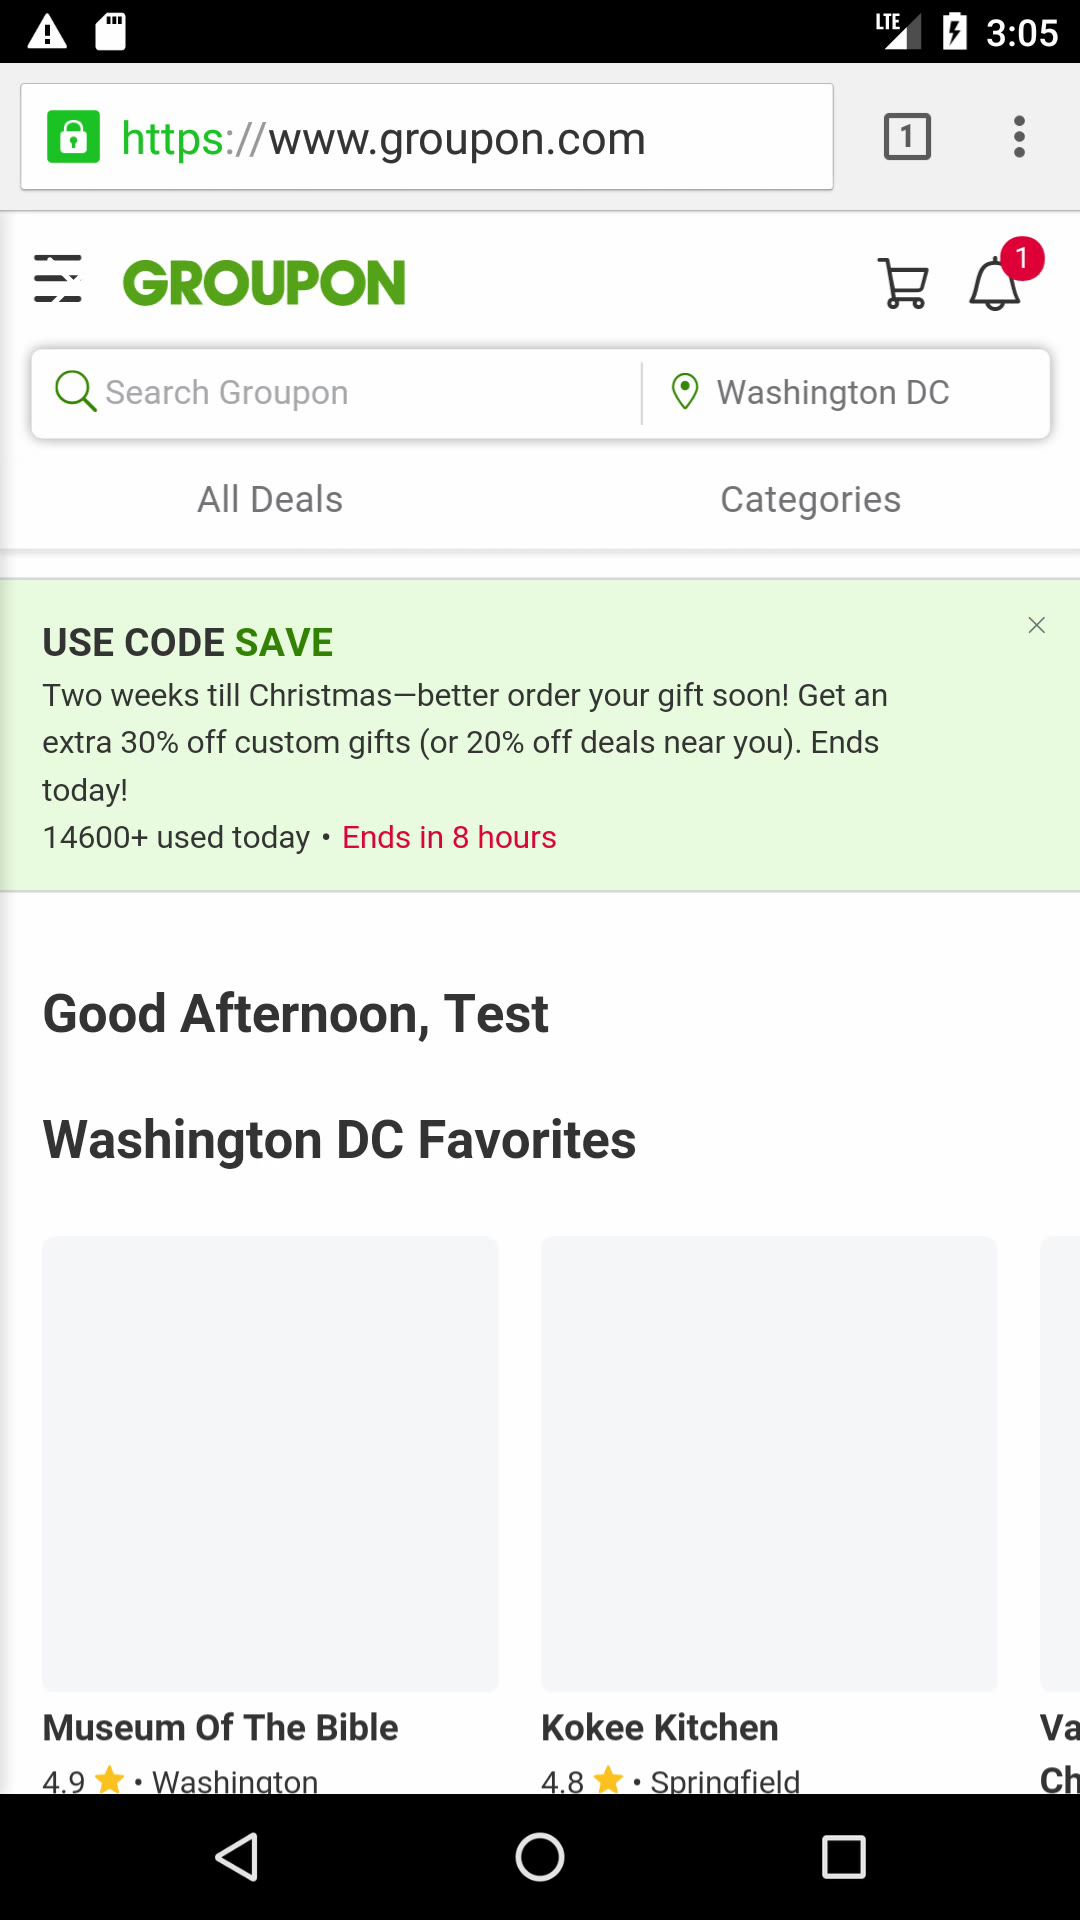 LTE 3:05
https://www.groupon.com 1
GROUPON 1
Search Groupon Washington DC
All Deals Categories
USE CODE SAVE
Two weeks till Christmas—better order your gift soon! Get an
extra 30% off custom gifts (or 20% off deals near you). Ends
today!
14600+ used today • Ends in 8 hours
Good Afternoon, Test
Washington DC Favorites
Museum Of The Bible Kokee Kitchen Va
4.9 • Washington 4.8 • Springfield Ch